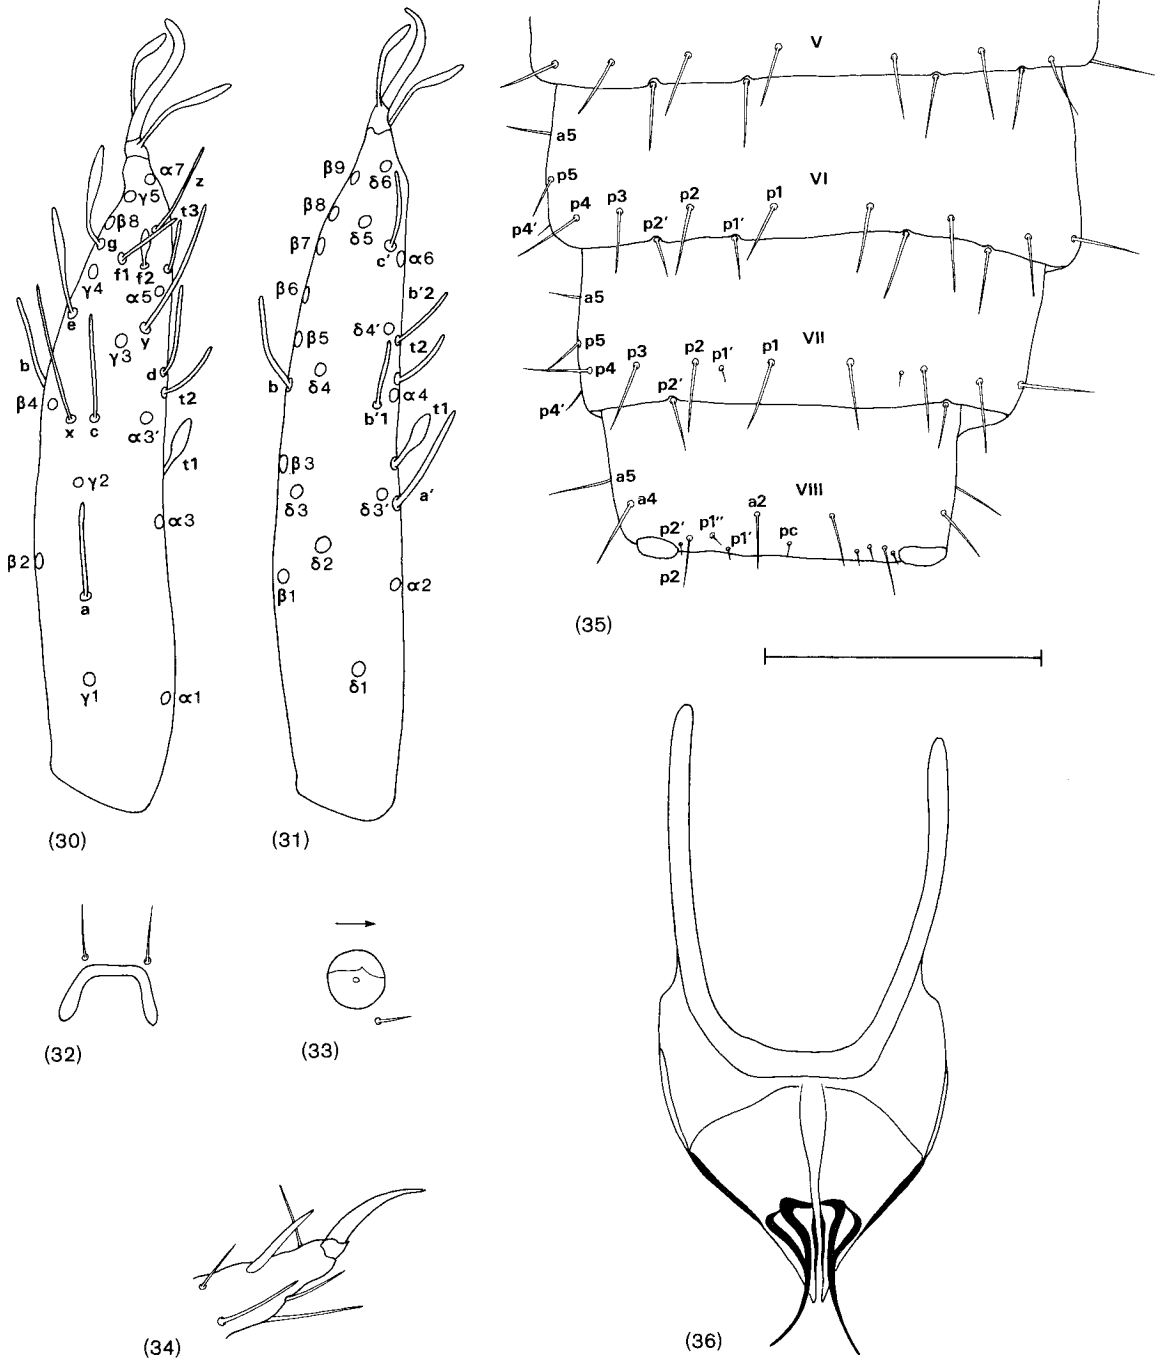 α7
z
γ5
β8
t3
g
f1
f2
γ4
α5
e
y
γ3
b
d
t2
β4
x
c
α3'
t1
γ2
α3
β2
a
γ1
α1
(30)
β9
δ6
β8
δ5
β7
c'
α6
β6
b'2
δ4'
β5
t2
δ4
b
α4
b'1
t1
β3
a'
δ3
δ3'
δ2
β1
α2
δ1
(31)
V
a5
p5
VI
p4
p3
p2
p1
p4'
p2'
p1'
a5
VII
p5
p3
p2
p1'
p1
p4
p2'
p4'
a5
VIII
a4
a2
p2'
p1''
p1'
pc
p2
(35)
(32)
(33)
(34)
(36)